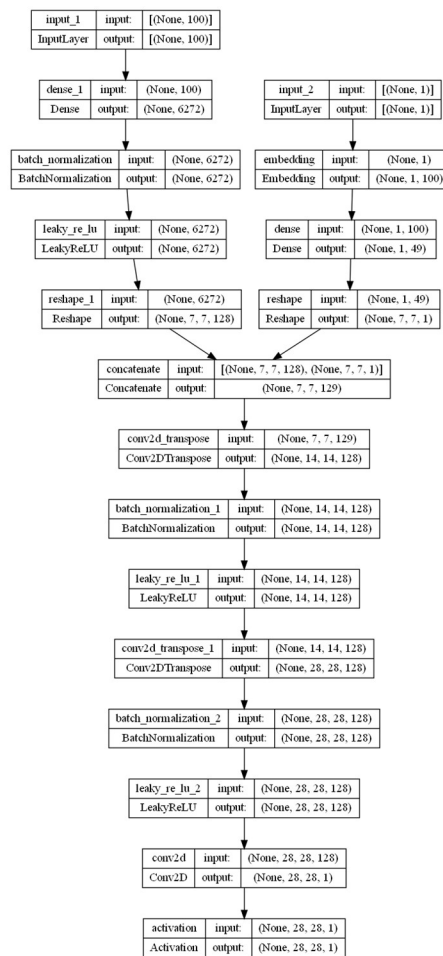 input_1 input: [(None, 100)]
InputLayer output: [(None, 100)]
dense_1 input: (None, 100)
Dense output: (None, 6272)
input_2 input: [(None, 1)]
InputLayer output: [(None, 1)]
batch_normalization input: (None, 6272)
BatchNormalization output: (None, 6272)
embedding input: (None, 1)
Embedding output: (None, 1, 100)
leaky_re_lu input: (None, 6272)
LeakyReLU output: (None, 6272)
dense input: (None, 1, 100)
Dense output: (None, 1, 49)
reshape_1 input: (None, 6272)
Reshape output: (None, 7, 7, 128)
reshape input: (None, 1, 49)
Reshape output: (None, 7, 7, 1)
concatenate input: [(None, 7, 7, 128), (None, 7, 7, 1)]
Concatenate output: (None, 7, 7, 129)
conv2d_transpose input: (None, 7, 7, 129)
Conv2DTranspose output: (None, 14, 14, 128)
batch_normalization_1 input: (None, 14, 14, 128)
BatchNormalization output: (None, 14, 14, 128)
leaky_re_lu_1 input: (None, 14, 14, 128)
LeakyReLU output: (None, 14, 14, 128)
conv2d_transpose_1 input: (None, 14, 14, 128)
Conv2DTranspose output: (None, 28, 28, 128)
batch_normalization_2 input: (None, 28, 28, 128)
BatchNormalization output: (None, 28, 28, 128)
leaky_re_lu_2 input: (None, 28, 28, 128)
LeakyReLU output: (None, 28, 28, 128)
conv2d input: (None, 28, 28, 128)
Conv2D output: (None, 28, 28, 1)
activation input: (None, 28, 28, 1)
Activation output: (None, 28, 28, 1)